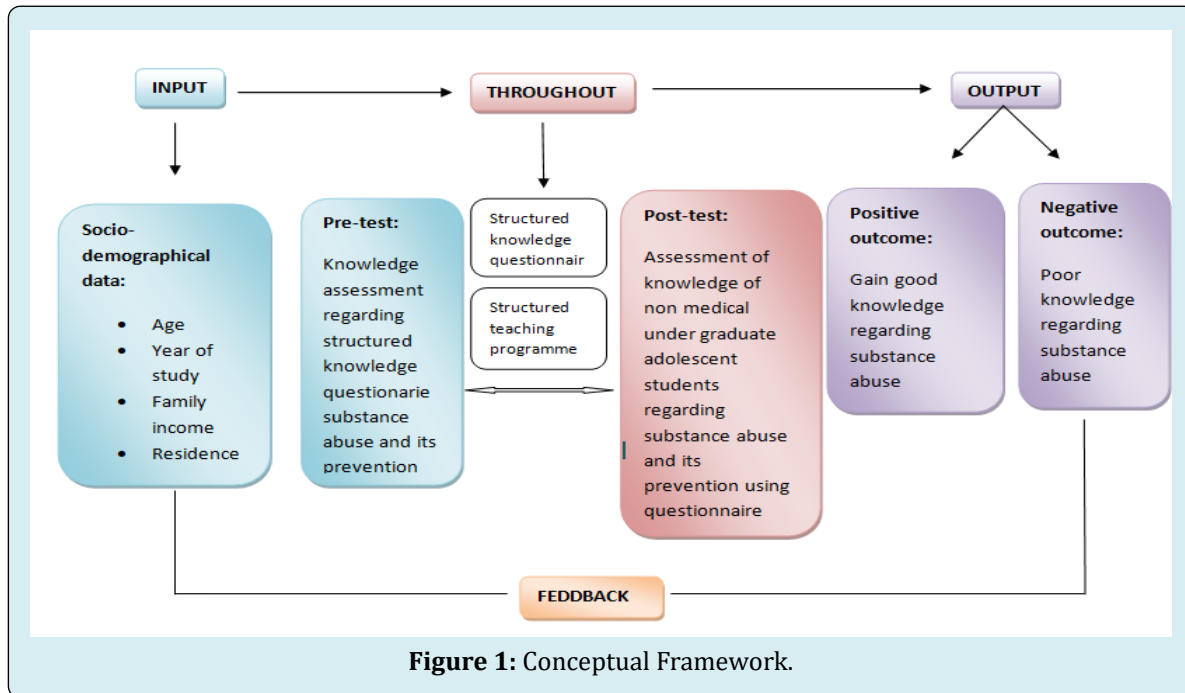 INPUT
THROUGHOUT
OUTPUT
Socio-
demographical
data:
• Age
• Year of
study
• Family
income
• Residence
Pre-test:
Knowledge
assessment
regarding
structured
knowledge
questionarie
substance
abuse and its
prevention
Structured
knowledge
questionnair
Structured
teaching
programme
Post-test:
Assessment of
knowledge of
non medical
under graduate
adolescent
students
regarding
substance abuse
and its
prevention using
questionnaire
Positive
outcome:
Gain good
knowledge
regarding
substance
abuse
Negative
outcome:
Poor
knowledge
regarding
substance
abuse
FEDDBACK
Figure 1: Conceptual Framework.